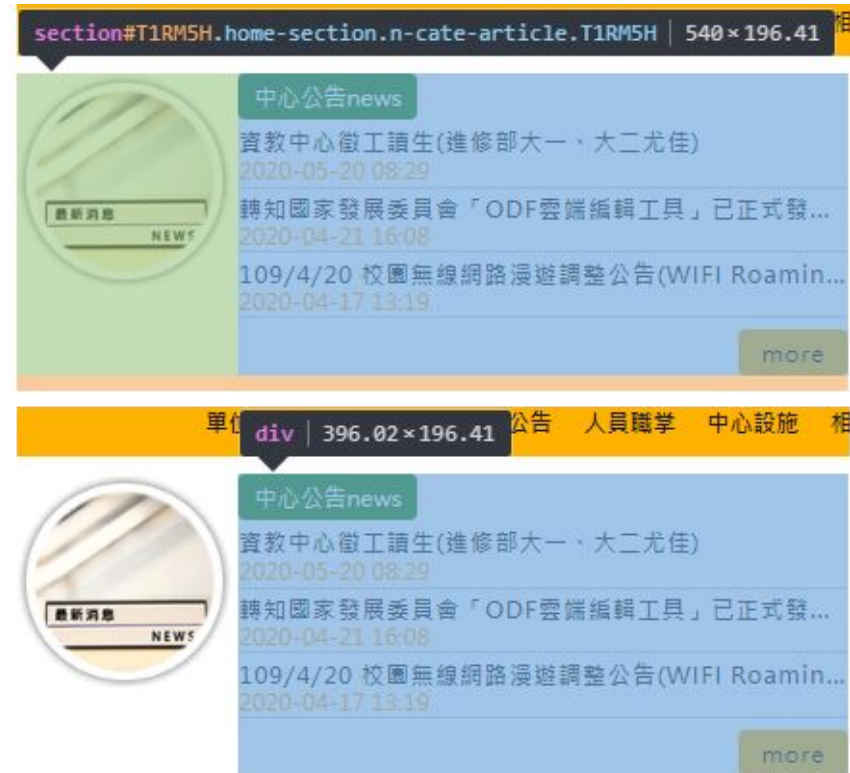 section#T1RM5H.home-section.n-cate-article.T1RM5H | 540×196.41
中心公告news
資教中心徵工讀生(進修部大一、大二尤佳)
2020-05-20 08:29
最新消息
NEWS
轉知國家發展委員會「ODF雲端編輯工具」已正式發...
2020-04-21 16:08
109/4/20 校園無線網路漫遊調整公告(WIFI Roamin...
2020-04-17 13:19
more
公告 人員職掌 中心設施
div | 396.02×196.41
中心公告news
資教中心徵工讀生(進修部大一、大二尤佳)
2020-05-20 08:29
最新消息
NEWS
轉知國家發展委員會「ODF雲端編輯工具」已正式發...
2020-04-21 16:08
109/4/20 校園無線網路漫遊調整公告(WIFI Roamin...
2020-04-17 13:19
more